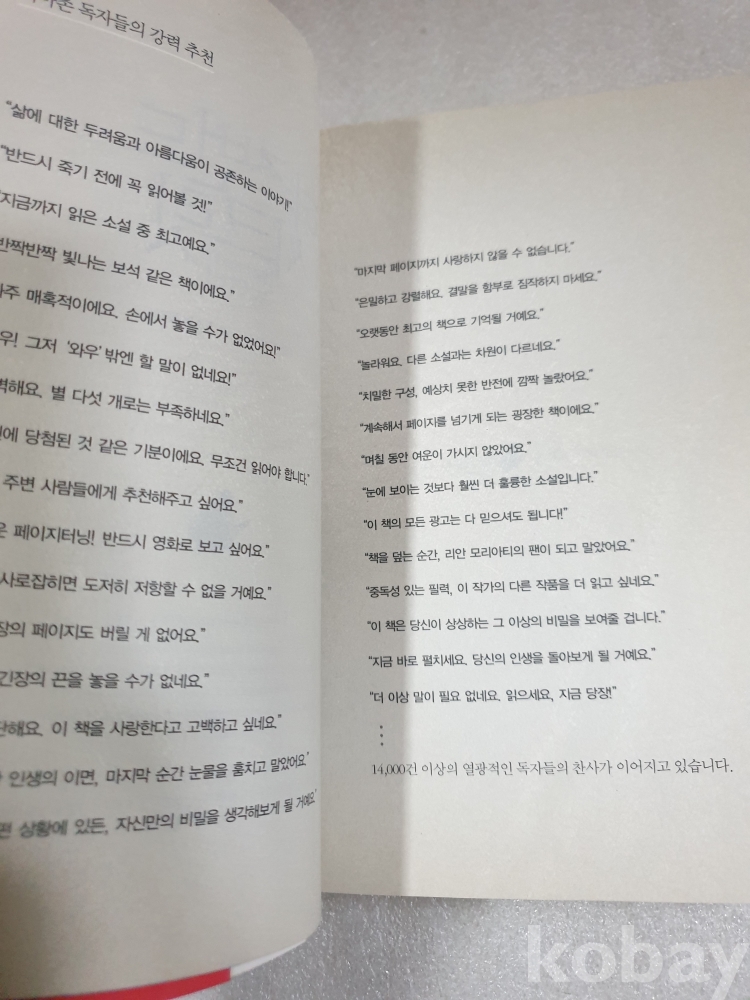 독자들의 강력 추천
“삶에 대한 두려움과 아름다움이 공존하는 이야기!”
“반드시 죽기 전에 꼭 읽어볼 것!”
지금까지 읽은 소설 중 최고예요.”
반짝반짝 빛나는 보석 같은 책이에요.”
매혹적이에요. 손에서 놓을 수가 없었어요!”
그저 ‘와우’ 밖엔 할 말이 없네요!”
별 다섯 개로는 부족하네요.”
당첨된 것 같은 기분이에요. 무조건 읽어야 합니다.”
주변 사람들에게 추천해주고 싶어요.”
페이지터닝! 반드시 영화로 보고 싶어요.”
사로잡히면 도저히 저항할 수 없을 거예요.”
페이지도 버릴 게 없어요.”
긴장의 끈을 놓을 수가 없네요.”
이 책을 사랑한다고 고백하고 싶네요.”
인생의 이면, 마지막 순간 눈물을 훔치고 말았어요.”
상황에 있든, 자신만의 비밀을 생각해보게 될 거예요.”
“마지막 페이지까지 사랑하지 않을 수 없습니다.”
“은밀하고 강렬해요. 결말을 함부로 짐작하지 마세요.”
“오랫동안 최고의 책으로 기억될 거예요.”
“놀라워요. 다른 소설과는 차원이 다르네요.”
“치밀한 구성, 예상치 못한 반전에 깜짝 놀랐어요.”
“계속해서 페이지를 넘기게 되는 굉장한 책이에요.”
“며칠 동안 여운이 가시지 않았어요.”
“눈에 보이는 것보다 훨씬 더 훌륭한 소설입니다.”
“이 책의 모든 광고는 다 믿으셔도 됩니다!”
“책을 덮는 순간, 리안 모리아티의 팬이 되고 말았어요.”
“중독성 있는 필력, 이 작가의 다른 작품을 더 읽고 싶네요.”
“이 책은 당신이 상상하는 그 이상의 비밀을 보여줄 겁니다.”
“지금 바로 펼치세요. 당신의 인생을 돌아보게 될 거예요.”
“더 이상 말이 필요 없네요. 읽으세요, 지금 당장!”
⋮
14,000건 이상의 열광적인 독자들의 찬사가 이어지고 있습니다.
kobay